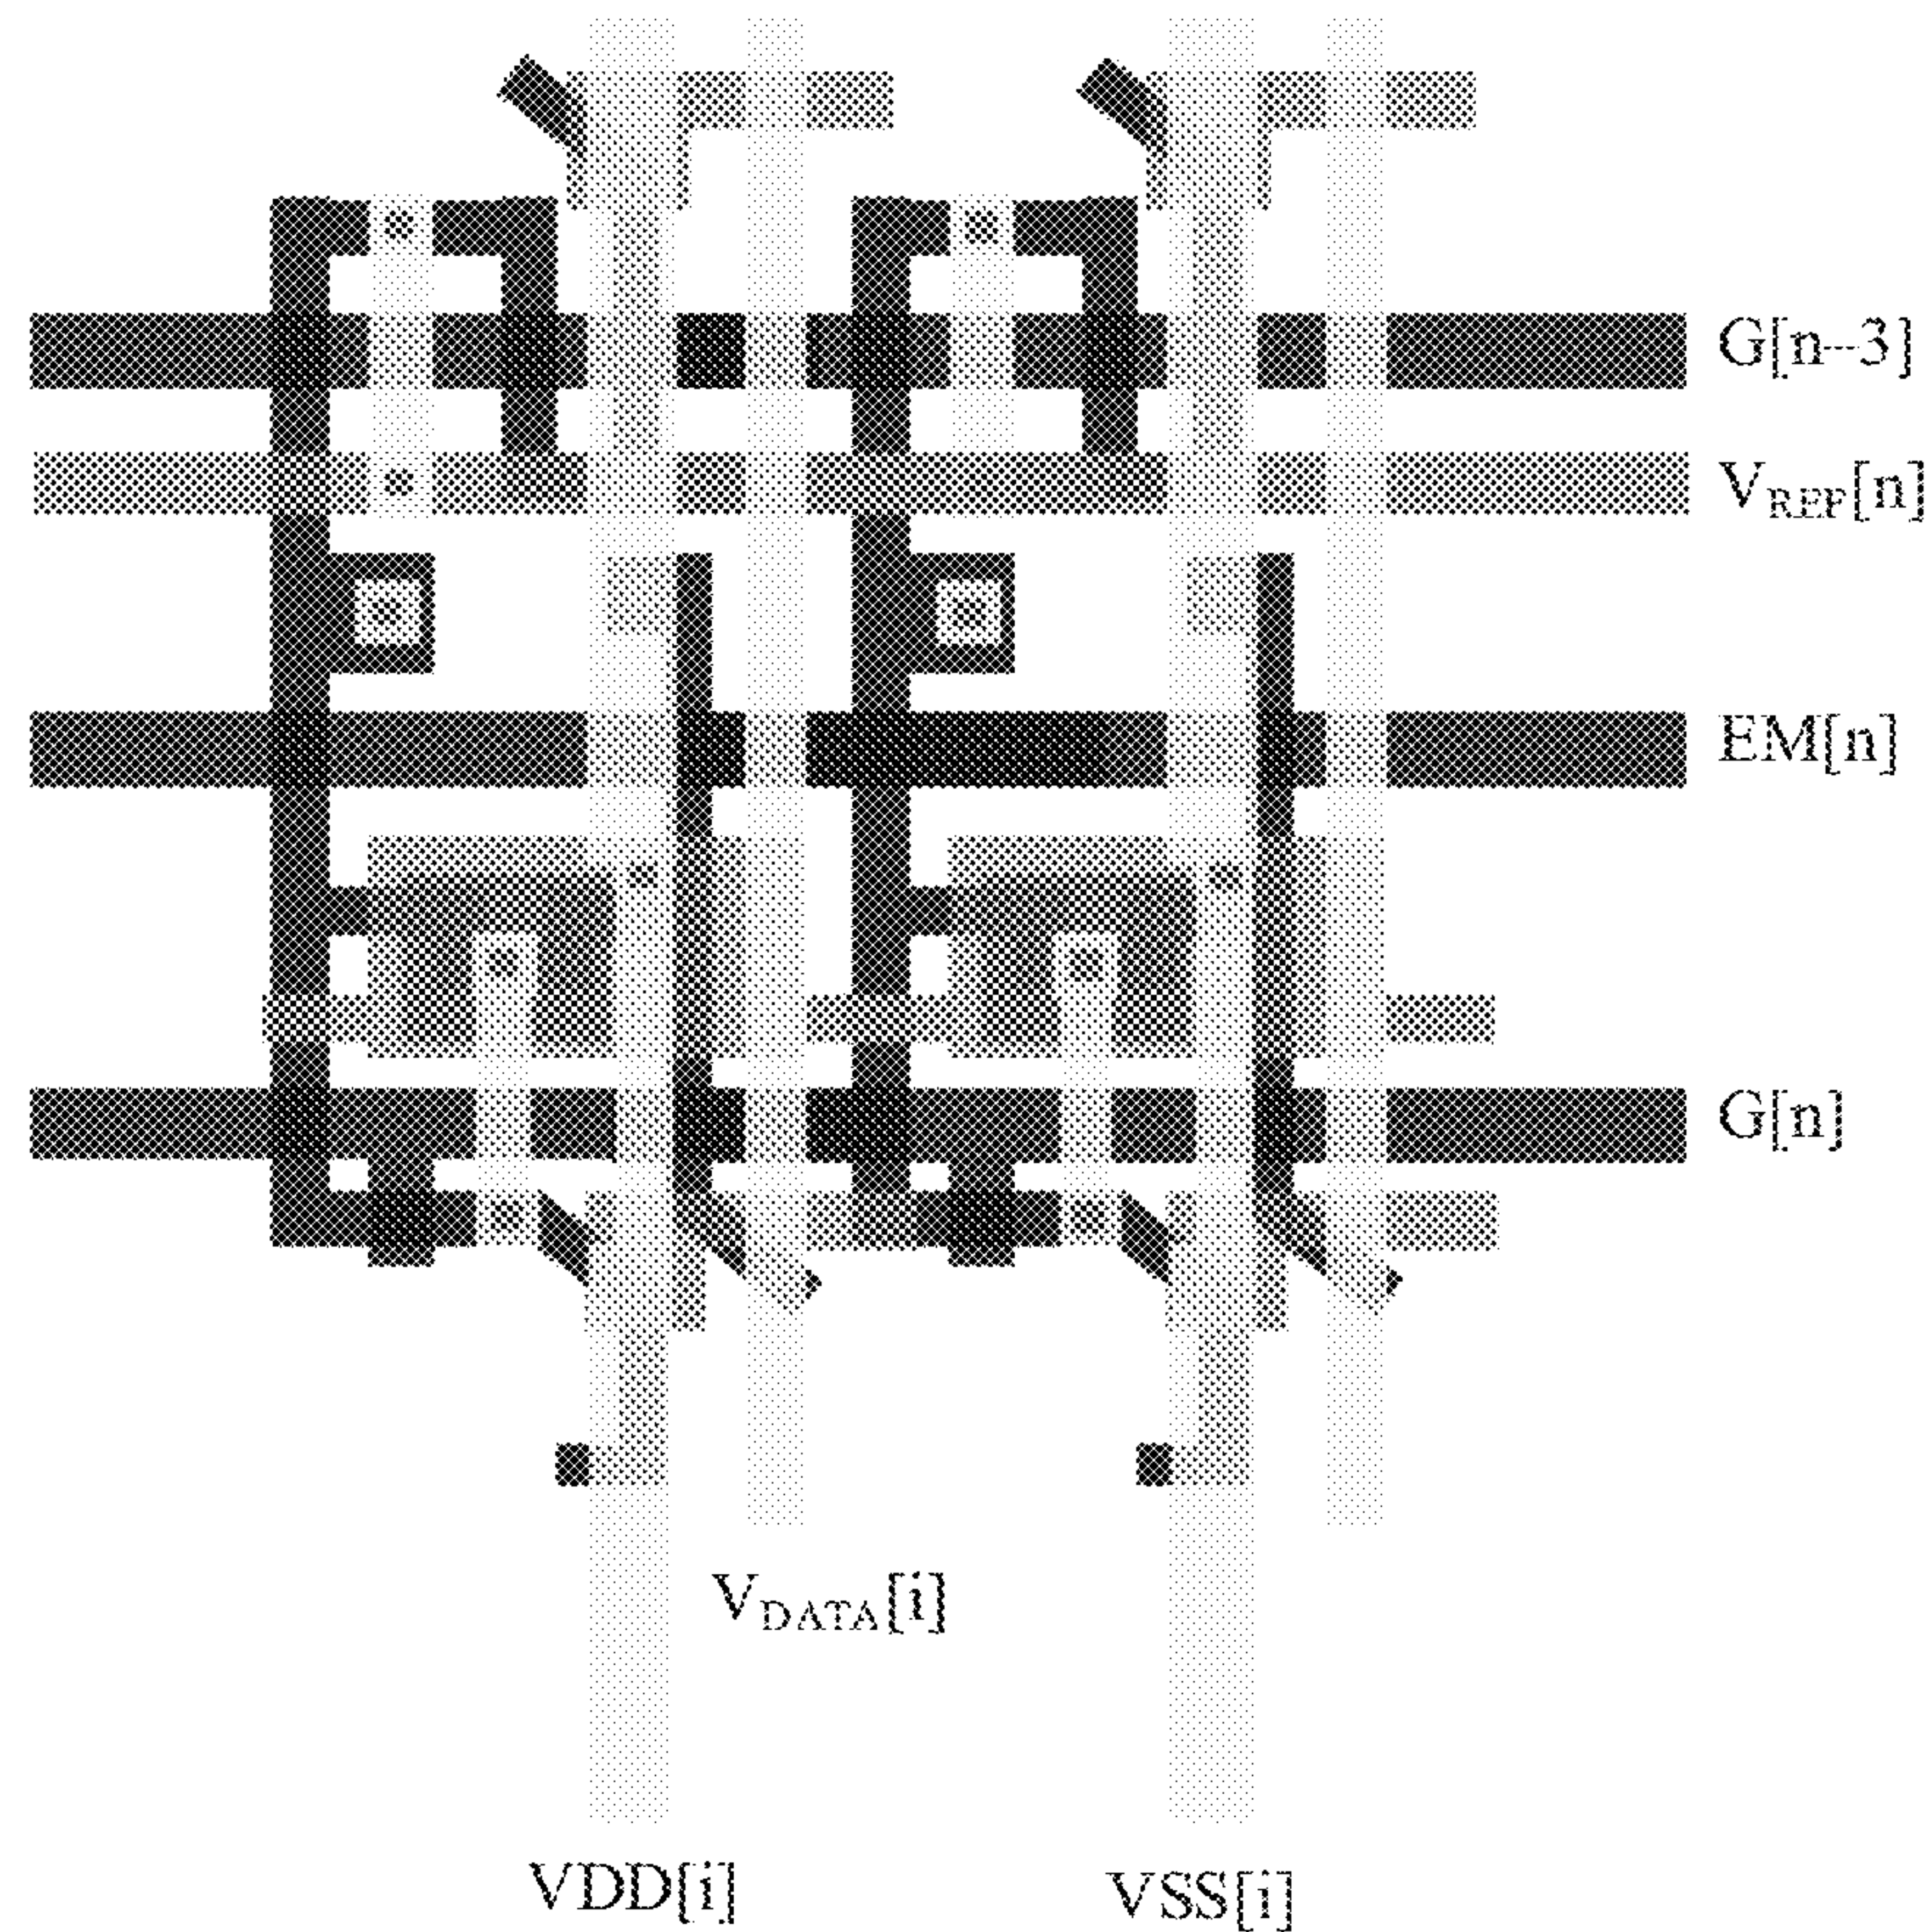 G[n--3]
VREF[n]
EM[n]
G[n]
VDATA[i]
VDD[i] VSS[i]